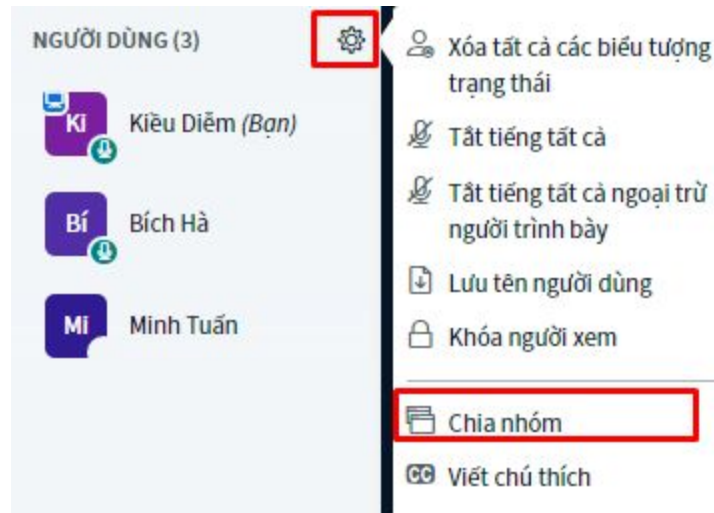 NGƯỜI DÙNG (3)
Ki
Kiều Diễm (Bạn)
Bí
Bích Hà
Mi
Minh Tuấn
Xóa tất cả các biểu tượng
trạng thái
Tắt tiếng tất cả
Tắt tiếng tất cả ngoại trừ
người trình bày
Lưu tên người dùng
Khóa người xem
Chia nhóm
CC Viết chú thích